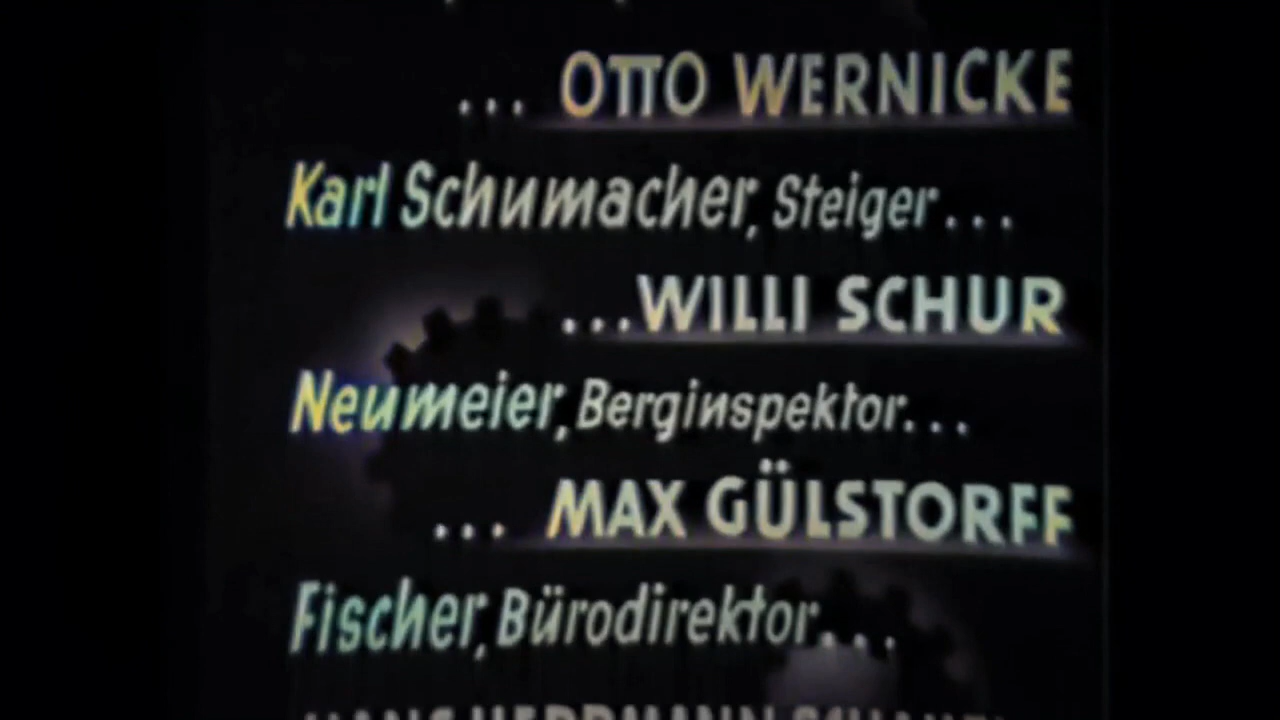 ... OTTO WERNICKE
Karl Schumacher, Steiger ...
...WILLI SCHUR
Neumeier, Berginspektor...
... MAX GÜLSTORFF
Fischer, Bürodirektor...